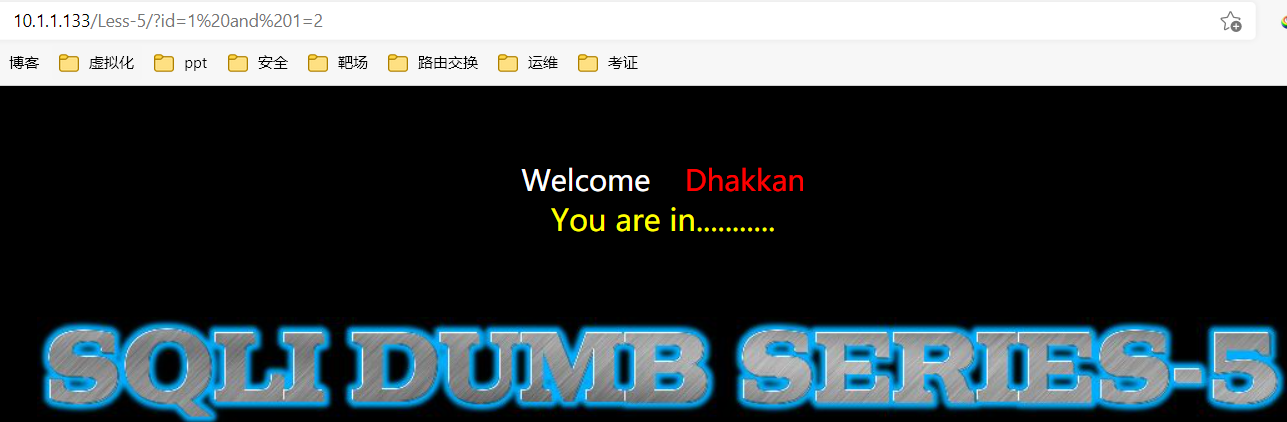 10.1.1.133/Less-5/?id=1%20and%201=2
博客 虚拟化 ppt 安全 靶场 路由交换 运维 考证
Welcome Dhakkan
You are in...........
SQLI DUMB SERIES-5